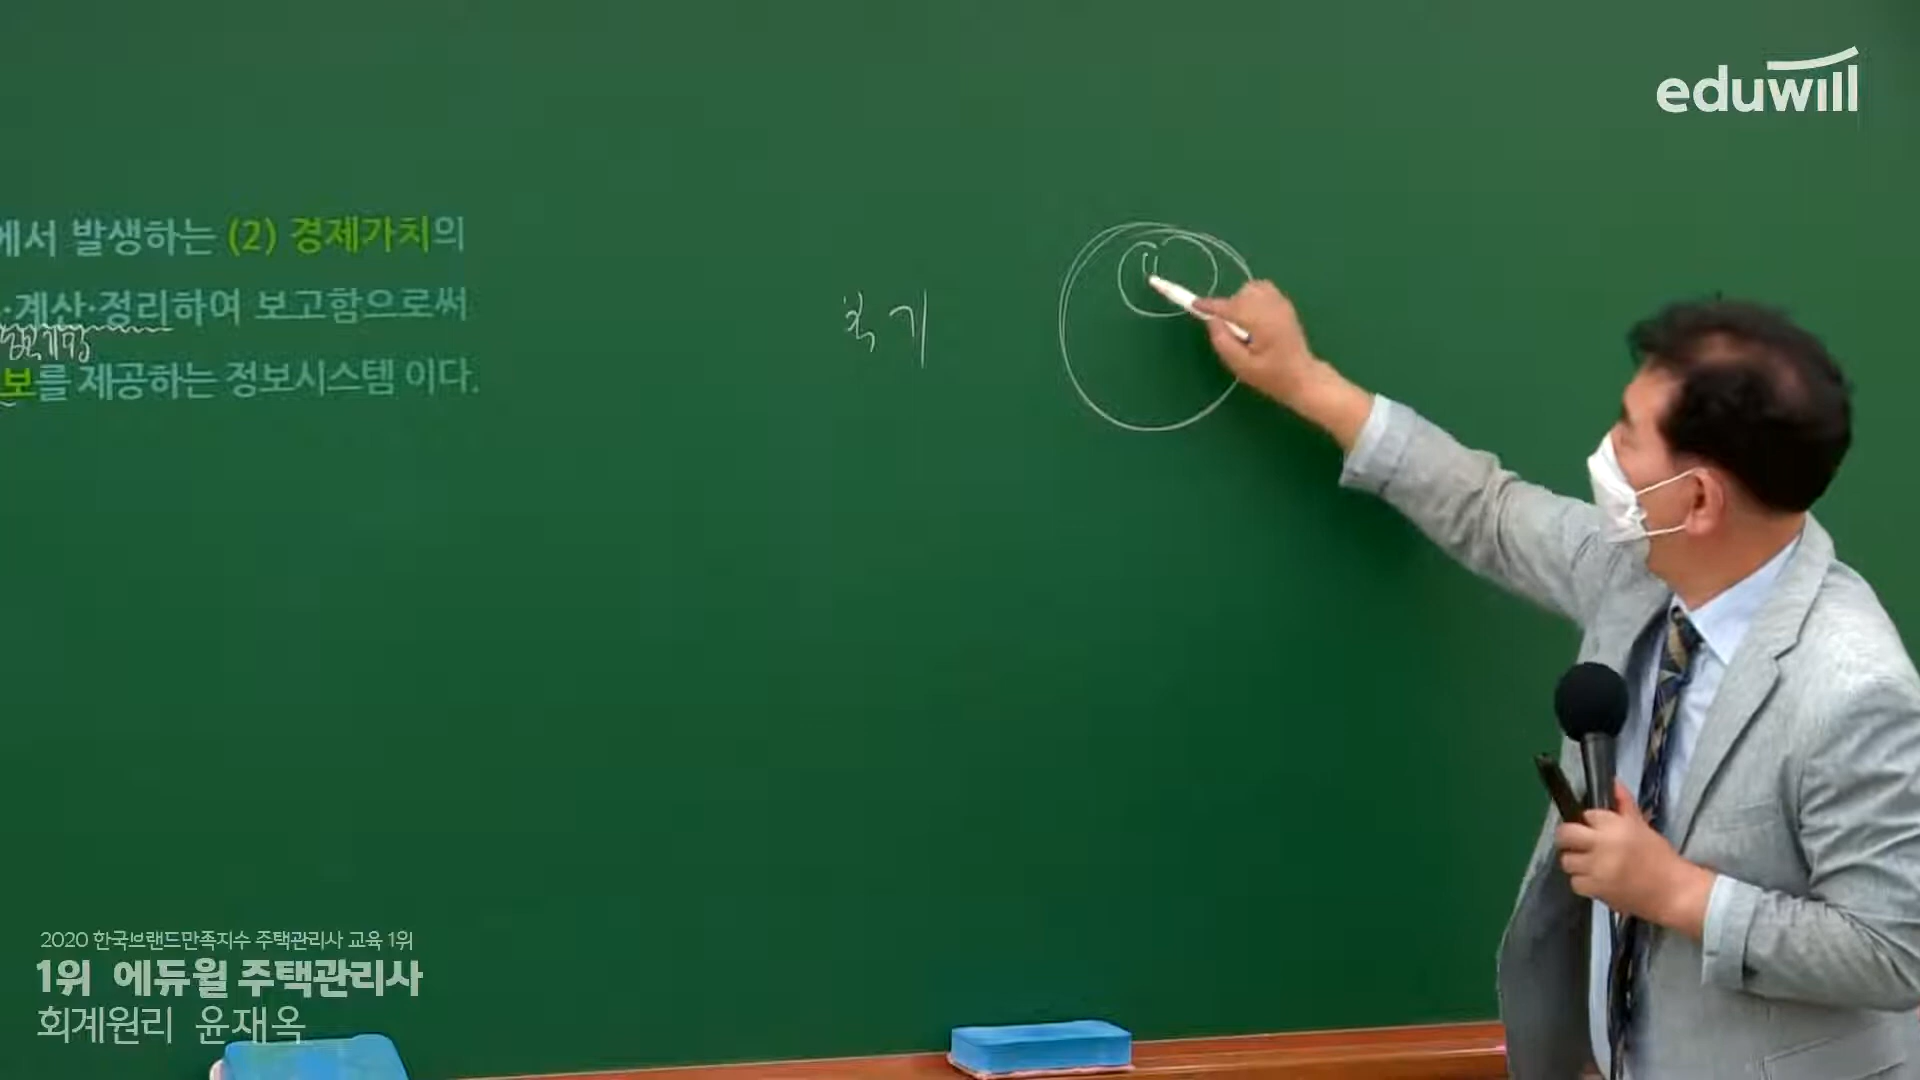 eduwill
에서 발생하는 (2) 경제가치의
·계산·정리하여 보고함으로써
보를 제공하는 정보시스템 이다.
2020 한국브랜드만족지수 주택관리사 교육 1위
1위 에듀윌 주택관리사
회계원리 윤재옥